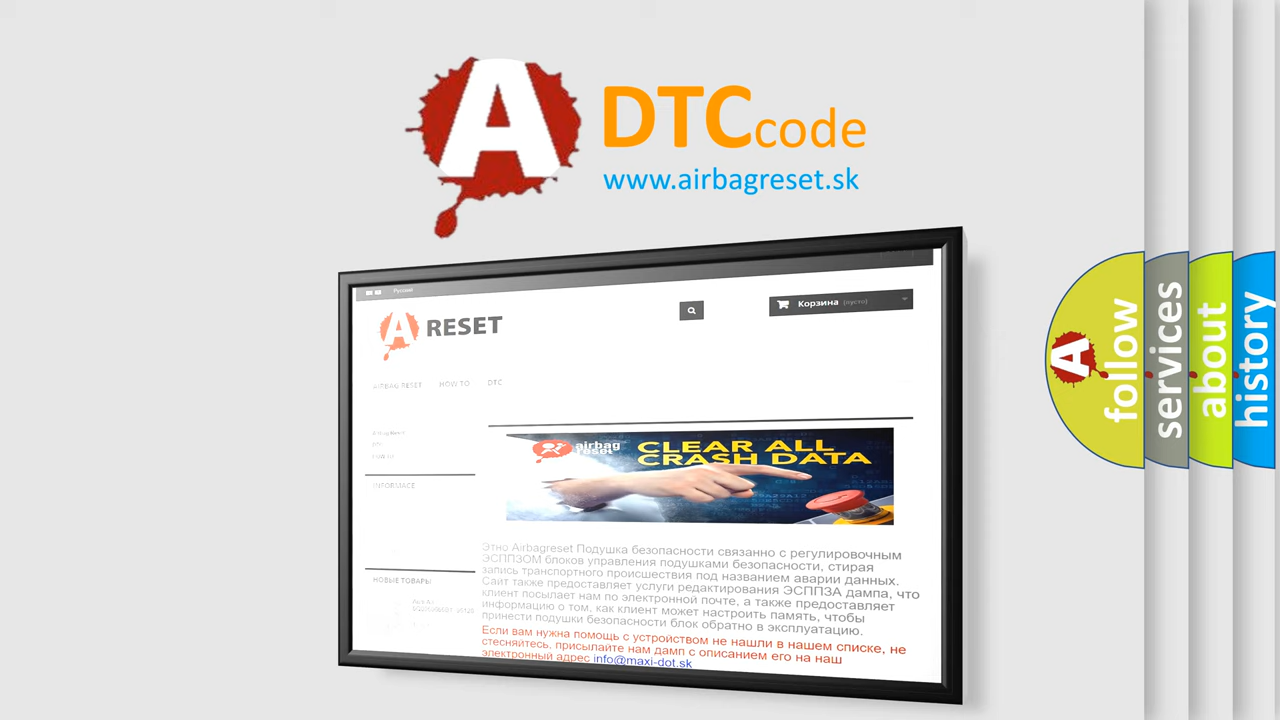 A
DTCcode
www.airbagreset.sk
Русский
A RESET
Корзина (пусто)
AIRBAG RESET HOW TO DTC
DTC
INFORMACE
airbag
reset
CLEAR ALL
CRASH DATA
Этно Airbagreset Подушка безопасности связанно с регулировочным
ЭСППЗОМ блоков управления подушками безопасности, стирая
запись транспортного происшествия под названием аварии данных.
Сайт также предоставляет услуги редактирования ЭСППЗА дампа, что
клиент посылает нам по электронной почте, а также предоставляет
информацию о том, как клиент может настроить память, чтобы
принести подушки безопасности блок обратно в эксплуатацию.
Если вам нужна помощь с устройством не нашли в нашем списке, не
стесняйтесь, присылайте нам дамп с описанием его на наш
электронный адрес info@maxi-dot.sk
НОВЫЕ ТОВАРЫ
A
follow
services
about
history